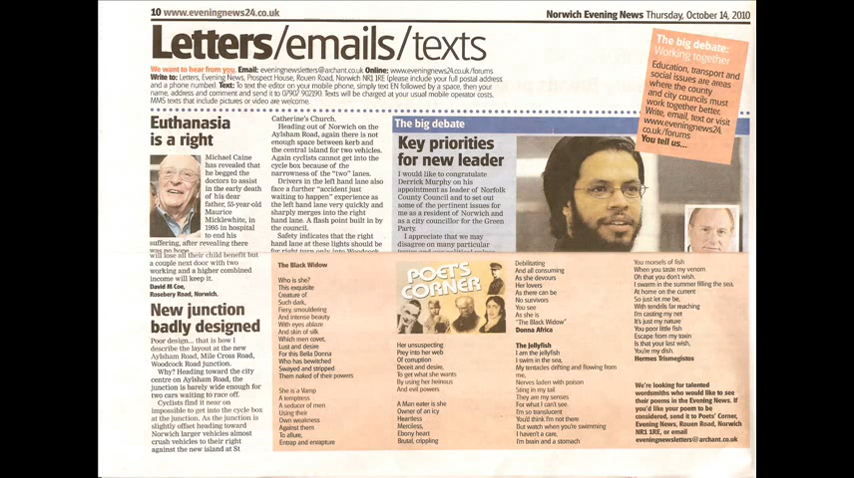 10 www.eveningnews24.co.uk
Norwich Evening News Thursday, October 14, 2010
Letters/emails/texts
We want to hear from you. Email: eveningnewsletters@archant.co.uk Online: www.eveningnews24.co.uk/forums
Write to: Letters, Evening News, Prospect House, Rouen Road, Norwich NR1 1RE (please include your full postal address
and a phone number). Text: To text the editor on your mobile phone, simply text EN followed by a space, then your
name, address and comment and send it to 07907 902190. Texts will be charged at your usual mobile operator costs.
MMS texts that include pictures or video are welcome.
The big debate:
Working together
Education, transport and
social issues are areas
where the county
and city councils must
work together better.
Write, email, text or visit
www.eveningnews24.
co.uk/forums
You tell us...
Euthanasia
is a right
Michael Caine
has revealed that
he begged the
doctors to assist
in the early death
of his dear
father, 55-year-old
Maurice
Micklewhite, in
1995 in hospital
to end his
suffering, after revealing there
was no hope
will lose all their child benefit but
a couple next door with two
working and a higher combined
income will keep it.
David M Coe,
Rosebery Road, Norwich.
New junction
badly designed
Poor design... that is how I
describe the layout at the new
Aylsham Road, Mile Cross Road,
Woodcock Road junction.
Why? Heading toward the city
centre on Aylsham Road, the
junction is barely wide enough for
two cars waiting to race off.
Cyclists find it near on
impossible to get into the cycle box
at the junction. As the junction is
slightly offset heading toward
Norwich larger vehicles almost
crush vehicles to their right
against the new island at St
Catherine's Church.
Heading out of Norwich on the
Aylsham Road, again there is not
enough space between kerb and
the central island for two vehicles.
Again cyclists cannot get into the
cycle box because of the
narrowness of the "two" lanes.
Drivers in the left hand lane also
face a further "accident just
waiting to happen" experience as
the left hand lane very quickly and
sharply merges into the right
hand lane. A flash point built in by
the council.
Safety indicates that the right
hand lane at these lights should be
for right turn only into Woodcock
The big debate
Key priorities
for new leader
I would like to congratulate
Derrick Murphy on his
appointment as leader of Norfolk
County Council and to set out
some of the pertinent issues for
me as a resident of Norwich and
as a city councillor for the Green
Party.
I appreciate that we may
disagree on many particular
POET'S
CORNER
The Black Widow
Who is she?
This exquisite
Creature of
Such dark,
Fiery, smouldering
And intense beauty
With eyes ablaze
And skin of silk
Which men covet,
Lust and desire
For this Bella Donna
Who has bewitched
Swayed and stripped
Them naked of their powers
She is a Vamp
A temptress
A seducer of men
Using their
Own weakness
Against them
To allure,
Entrap and enrapture
Her unsuspecting
Prey into her web
Of corruption
Deceit and desire,
To get what she wants
By using her heinous
And evil powers
A Man eater is she
Owner of an icy
Heartless
Merciless,
Ebony heart
Brutal, crippling
Debilitating
And all consuming
As she devours
Her lovers
As there can be
No survivors
You see
As she is
"The Black Widow"
Donna Africa
The Jellyfish
I am the jellyfish
I swim in the sea,
My tentacles drifting and flowing from
me,
Nerves laden with poison
Sting in my tail
They are my senses
For what I can't see.
I'm so translucent
You'd think I'm not there
But watch when you're swimming
I haven't a care,
I'm brain and a stomach
You morsels of fish
When you taste my venom
Oh that you don't wish.
I swarm in the summer filling the sea,
At home on the current
So just let me be,
With tendrils far reaching
I'm casting my net
It's just my nature
You poor little fish
Escape from my toxin
Is that your last wish,
You're my dish.
Hermes Trismegistos
We're looking for talented
wordsmiths who would like to see
their poems in the Evening News. If
you'd like your poem to be
considered, send it to Poets' Corner,
Evening News, Rouen Road, Norwich
NR1 1RE, or email
eveningnewsletters@archant.co.uk